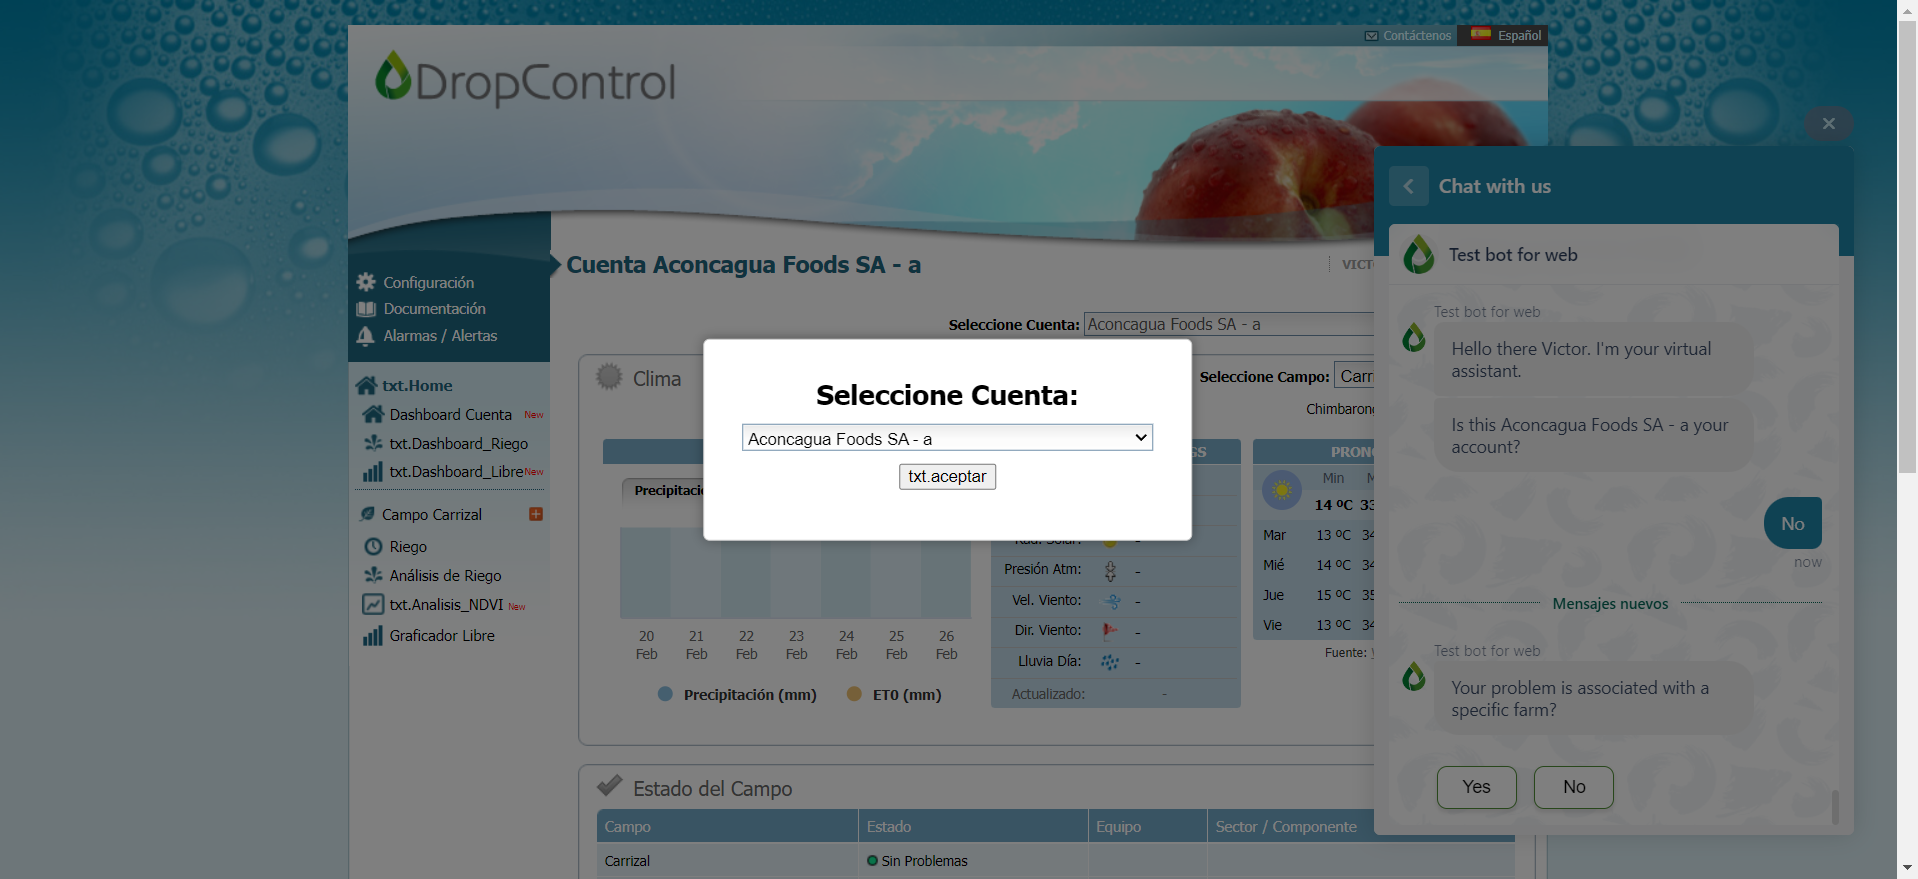 Contáctenos
Español
DropControl
Configuración
Documentación
Alarmas / Alertas
txt.Home
Dashboard Cuenta New
txt.Dashboard_Riego
txt.Dashboard_Libre New
Campo Carrizal
Riego
Análisis de Riego
txt.Analisis_NDVI New
Graficador Libre
Cuenta Aconcagua Foods SA - a
VICT
Seleccione Cuenta: Aconcagua Foods SA - a
Clima
Seleccione Campo: Carr
Chimbarong
Seleccione Cuenta:
Aconcagua Foods SA - a
txt.aceptar
Precipitaci
20 Feb
21 Feb
22 Feb
23 Feb
24 Feb
25 Feb
26 Feb
Precipitación (mm)
ET0 (mm)
SS
Rad. Solar: -
Presión Atm: -
Vel. Viento: -
Dir. Viento: -
Lluvia Día: -
Actualizado: -
PRON
Min M
14 ºC 33
Mar 13 ºC 34
Mié 14 ºC 34
Jue 15 ºC 35
Vie 13 ºC 34
Fuente:
Estado del Campo
Campo Estado Equipo Sector / Componente
Carrizal Sin Problemas
Chat with us
Test bot for web
Test bot for web
Hello there Victor. I'm your virtual
assistant.
Is this Aconcagua Foods SA - a your
account?
No
now
Mensajes nuevos
Test bot for web
Your problem is associated with a
specific farm?
Yes
No